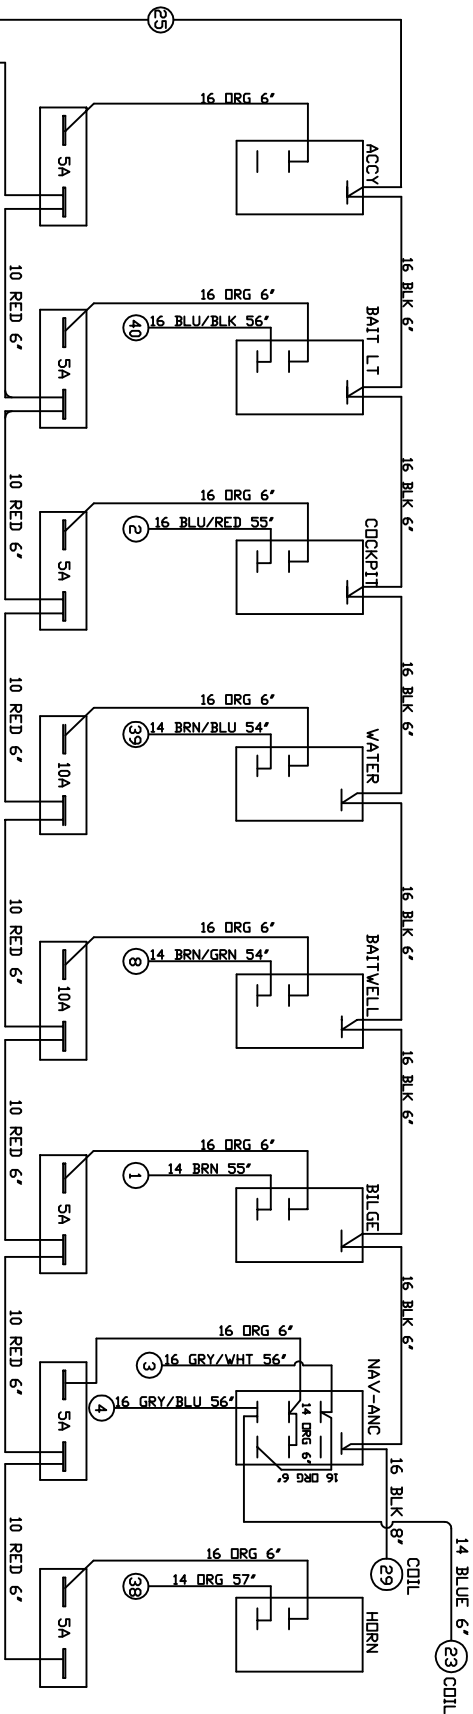 25
16 ORG 6"
ACCY
5A
16 BLK 6"
10 RED 6"
16 ORG 6"
BAIT LT
16 BLU/BLK 56"
40
5A
16 BLK 6"
10 RED 6"
16 ORG 6"
COCKPIT
16 BLU/RED 55"
2
5A
16 BLK 6"
10 RED 6"
16 ORG 6"
WATER
14 BRN/BLU 54"
39
10A
16 BLK 6"
10 RED 6"
16 ORG 6"
BAITWELL
14 BRN/GRN 54"
8
10A
16 BLK 6"
10 RED 6"
16 ORG 6"
BILGE
14 BRN 55"
1
5A
16 BLK 6"
10 RED 6"
16 ORG 6"
NAV-ANC
16 GRY/WHT 56"
3
16 GRY/BLU 56"
4
14 ORG 6"
16 ORG 6"
5A
16 BLK 8"
COIL
29
14 BLUE 6"
23
COIL
10 RED 6"
16 ORG 6"
HORN
14 ORG 57"
38
5A